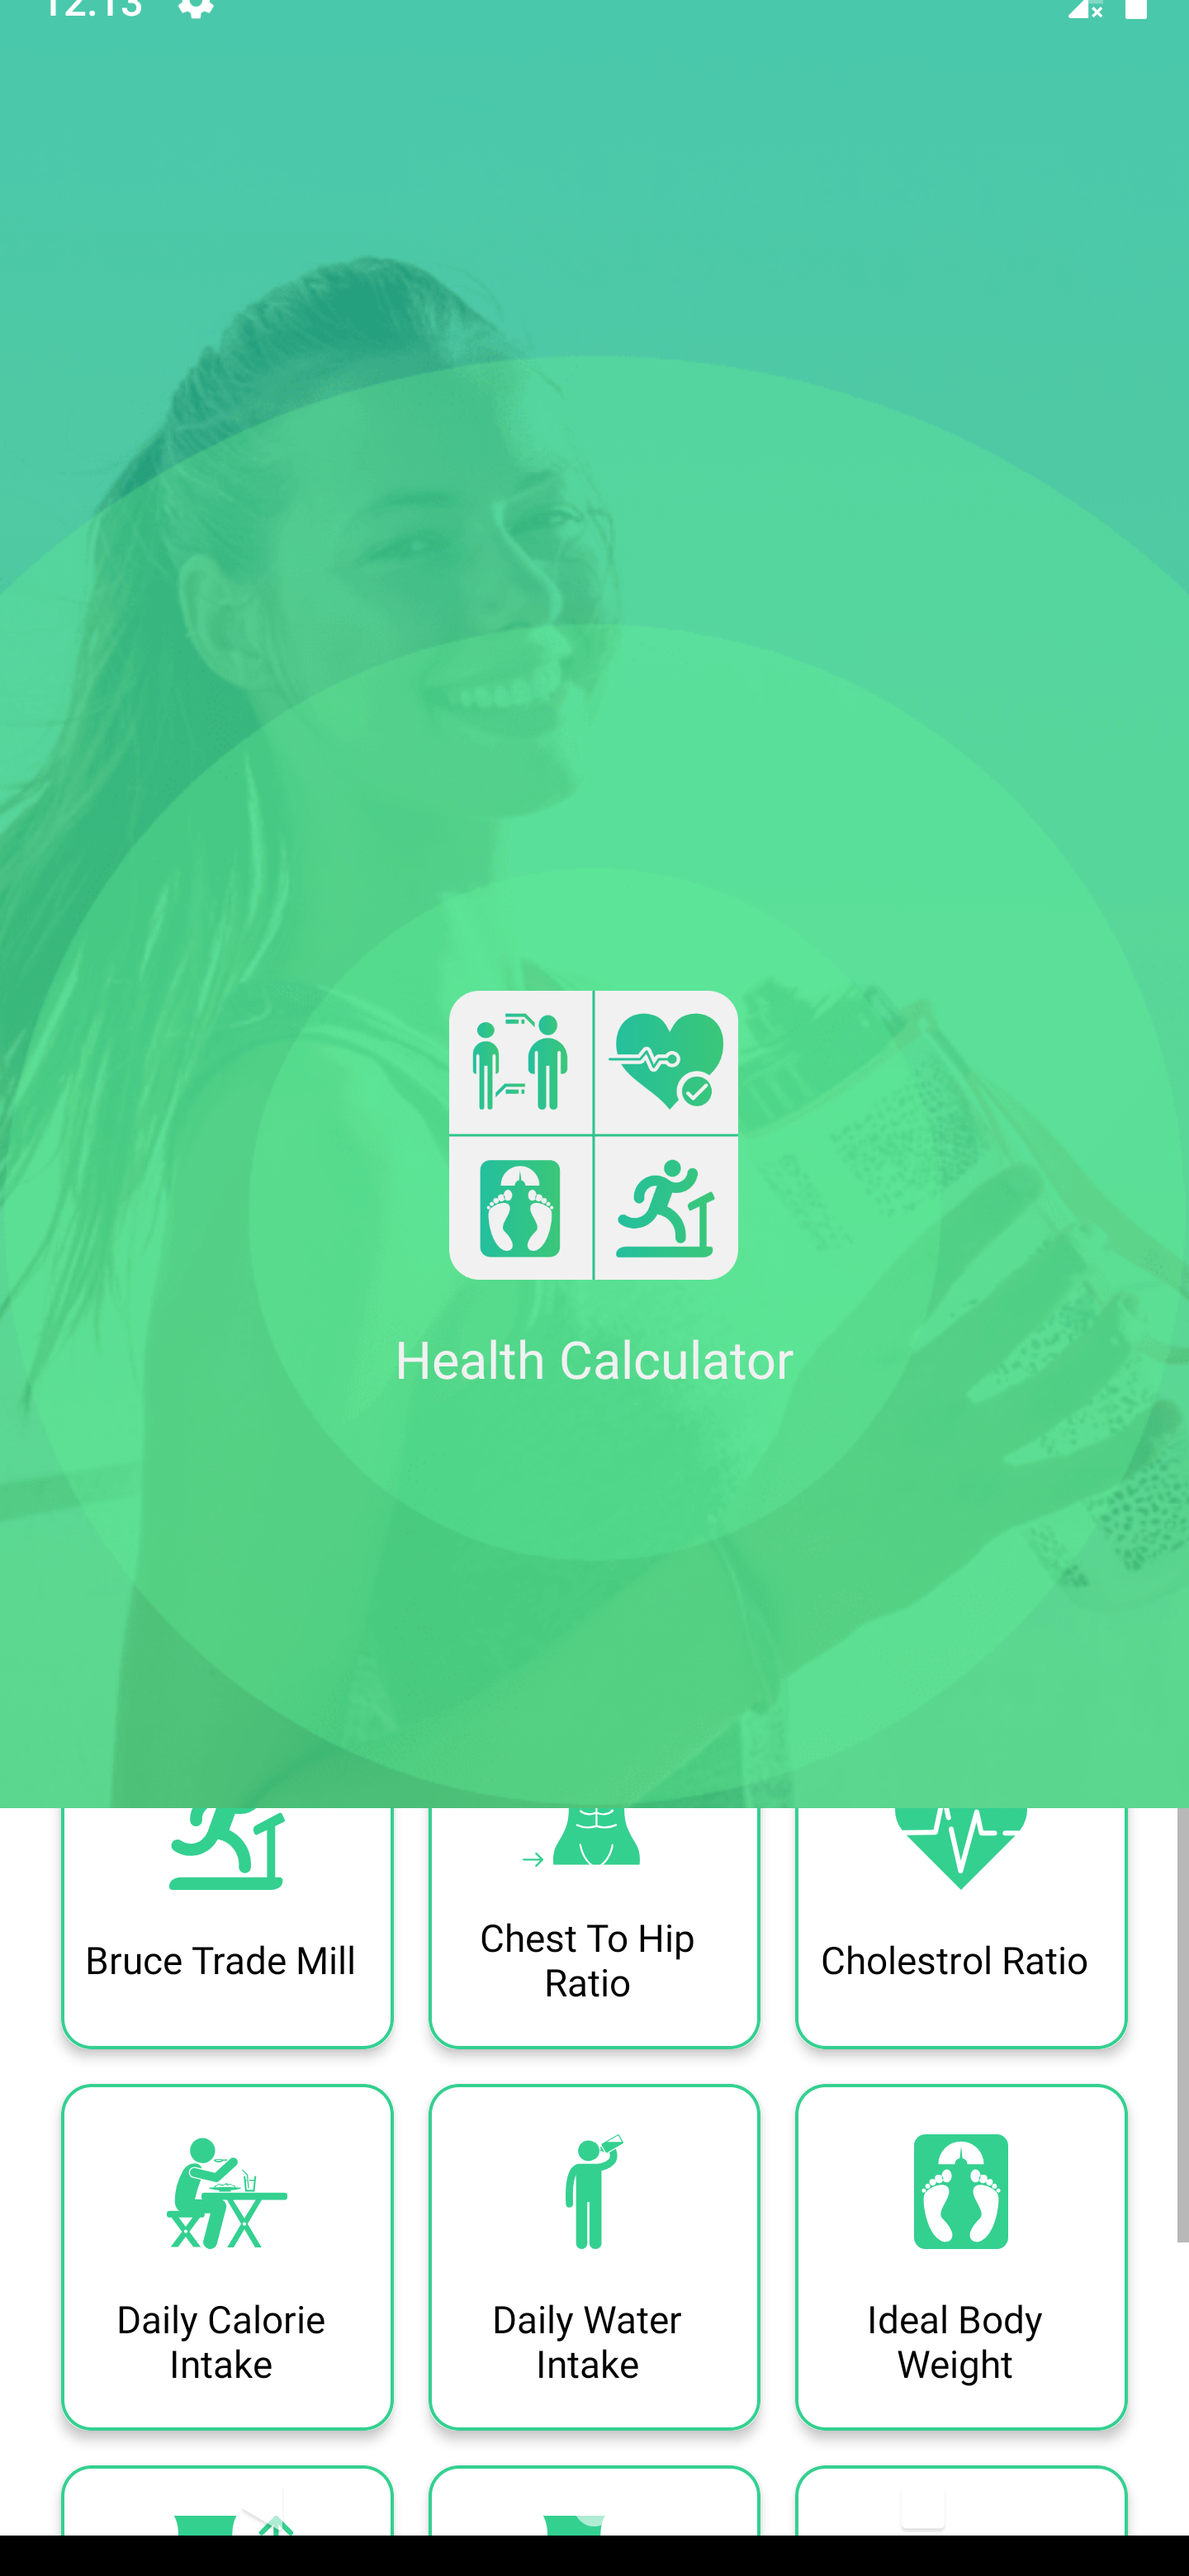 12:13
Health Calculator
Bruce Trade Mill
Chest To Hip
Ratio
Cholestrol Ratio
Daily Calorie
Intake
Daily Water
Intake
Ideal Body
Weight